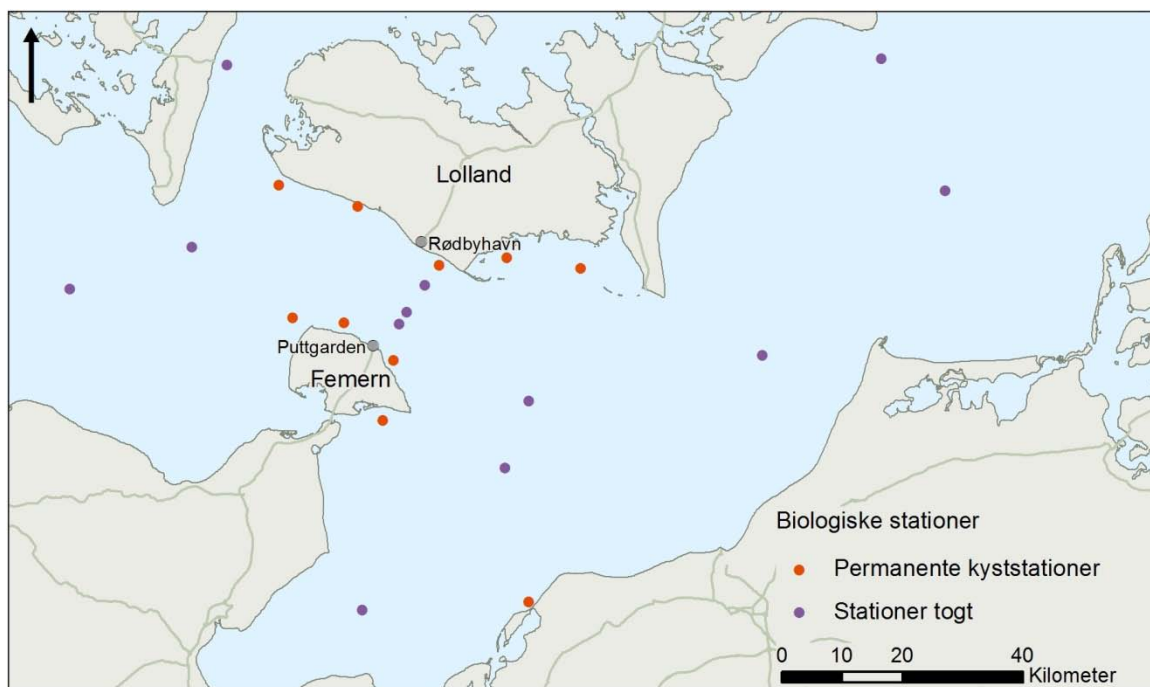 Lolland
Rødbyhavn
Puttgarden
Femern
Biologiske stationer
Permanente kyststationer
Stationer togt
0 10 20 40
Kilometer